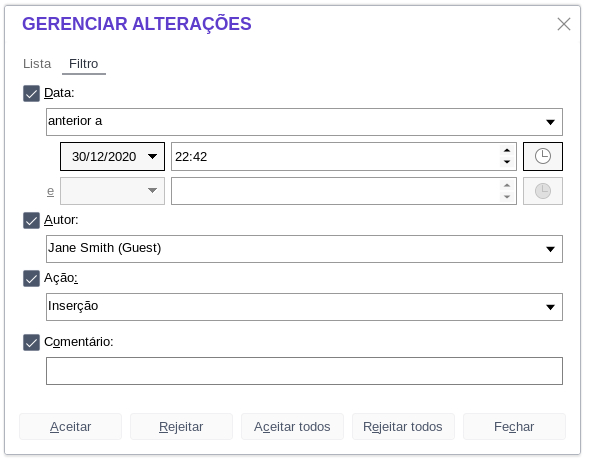 GERENCIAR ALTERAÇÕES
Lista Filtro
Data:
anterior a
30/12/2020 22:42
e
Autor:
Jane Smith (Guest)
Ação:
Inserção
Comentário:
Aceitar Rejeitar Aceitar todos Rejeitar todos Fechar